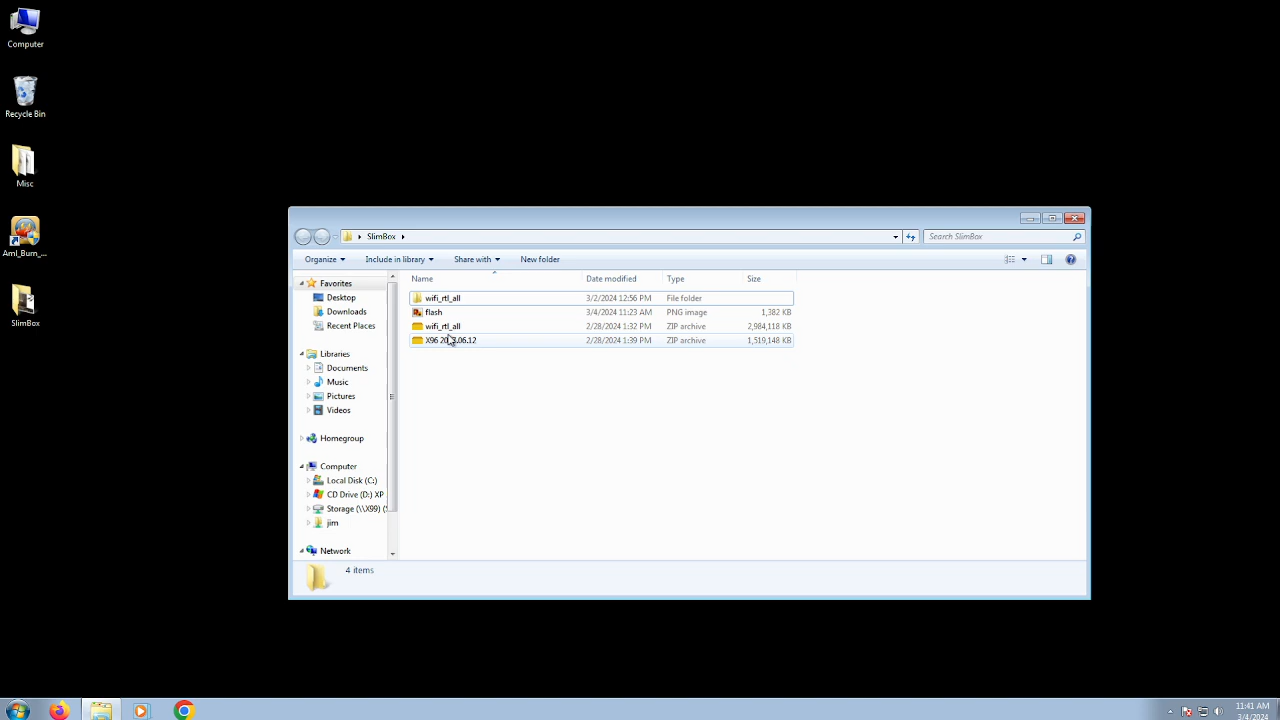 Computer
Recycle Bin
Misc
Aml_Burn_...
SlimBox
SlimBox
Search SlimBox
Organize Include in library Share with New folder
Name Date modified Type Size
wifi_rtl_all 3/2/2024 12:56 PM File folder
flash 3/4/2024 11:23 AM PNG image 1,382 KB
wifi_rtl_all 2/28/2024 1:32 PM ZIP archive 2,984,118 KB
X96 2023.06.12 2/28/2024 1:39 PM ZIP archive 1,519,148 KB
Favorites
Desktop
Downloads
Recent Places
Libraries
Documents
Music
Pictures
Videos
Homegroup
Computer
Local Disk (C:)
CD Drive (D:) XP
Storage (\\X99) (
jim
Network
4 items
11:41 AM
3/4/2024